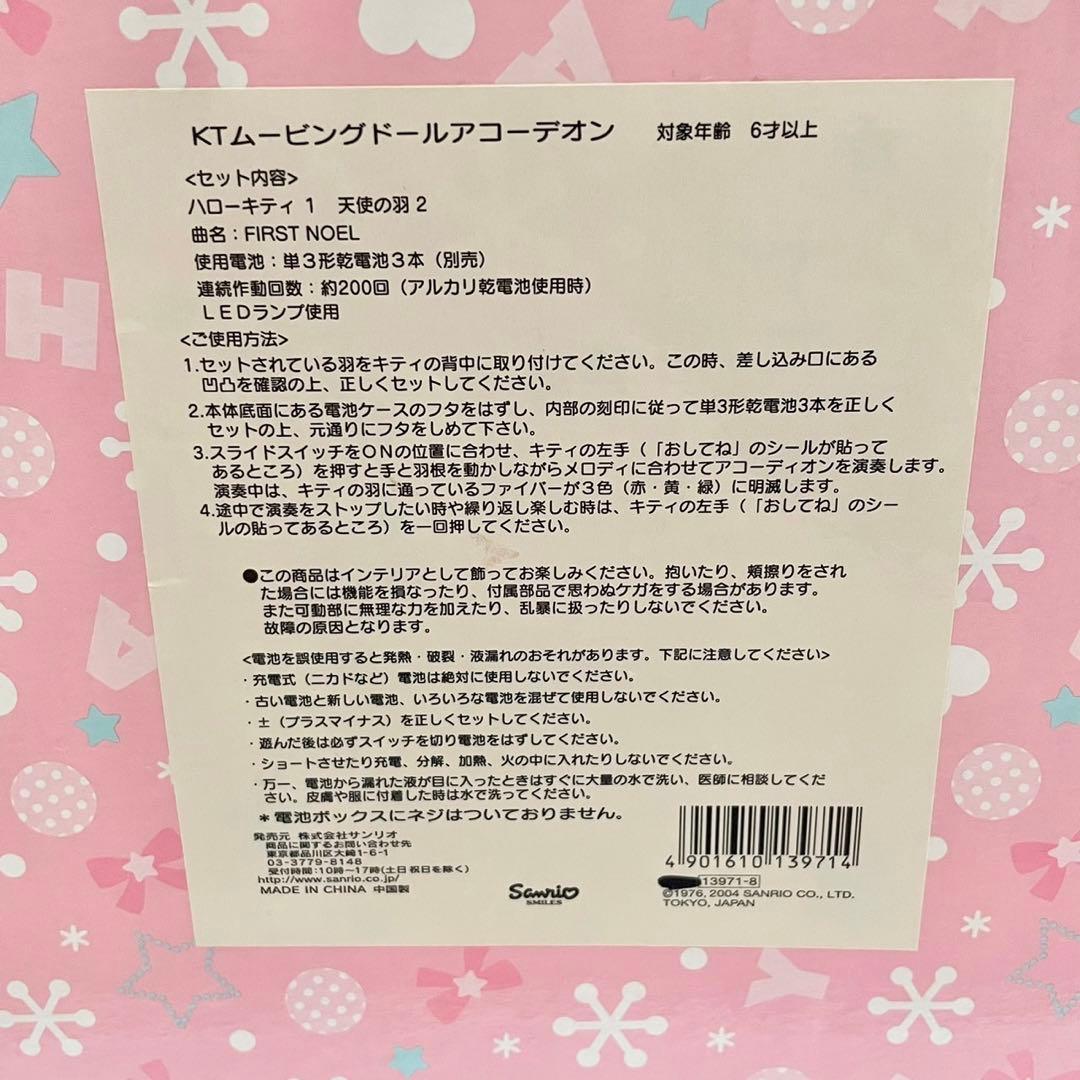 KTムービングドールアコーデオン 対象年齢 6才以上
<セット内容>
ハローキティ 1 天使の羽 2
曲名：FIRST NOEL
使用電池：単3形乾電池3本（別売）
連続作動回数：約200回（アルカリ乾電池使用時）
LEDランプ使用
<ご使用方法>
1.セットされている羽をキティの背中に取り付けてください。この時、差し込み口にある
凹凸を確認の上、正しくセットしてください。
2.本体底面にある電池ケースのフタをはずし、内部の刻印に従って単3形乾電池3本を正しく
セットの上、元通りにフタをしめて下さい。
3.スライドスイッチをONの位置に合わせ、キティの左手（「おしてね」のシールが貼って
あるところ）を押すと手と羽根を動かしながらメロディに合わせてアコーディオンを演奏します。
演奏中は、キティの羽に通っているファイバーが3色（赤・黄・緑）に明滅します。
4.途中で演奏をストップしたい時や繰り返し楽しむ時は、キティの左手（「おしてね」のシー
ルの貼ってあるところ）を一回押してください。
●この商品はインテリアとして飾ってお楽しみください。抱いたり、頬擦りをされ
た場合には機能を損なったり、付属部品で思わぬケガをする場合があります。
また可動部に無理な力を加えたり、乱暴に扱ったりしないでください。
故障の原因となります。
<電池を誤使用すると発熱・破裂・液漏れのおそれがあります。下記に注意してください>
・充電式（ニカドなど）電池は絶対に使用しないでください。
・古い電池と新しい電池、いろいろな電池を混ぜて使用しないでください。
・±（プラスマイナス）を正しくセットしてください。
・遊んだ後は必ずスイッチを切り電池をはずしてください。
・ショートさせたり充電、分解、加熱、火の中に入れたりしないでください。
・万一、電池から漏れた液が目に入ったときはすぐに大量の水で洗い、医師に相談してくだ
さい。皮膚や服に付着した時は水で洗ってください。
＊電池ボックスにネジはついておりません。
発売元 株式会社サンリオ
商品に関するお問い合わせ先
東京都品川区大崎1-6-1
03-3779-8148
受付時間：10時～17時(土日祝日を除く)
http://www.sanrio.co.jp/
MADE IN CHINA 中国製
Sanrio
SMILES
4 901610 139714
13971-8
©1976, 2004 SANRIO CO., LTD.
TOKYO, JAPAN